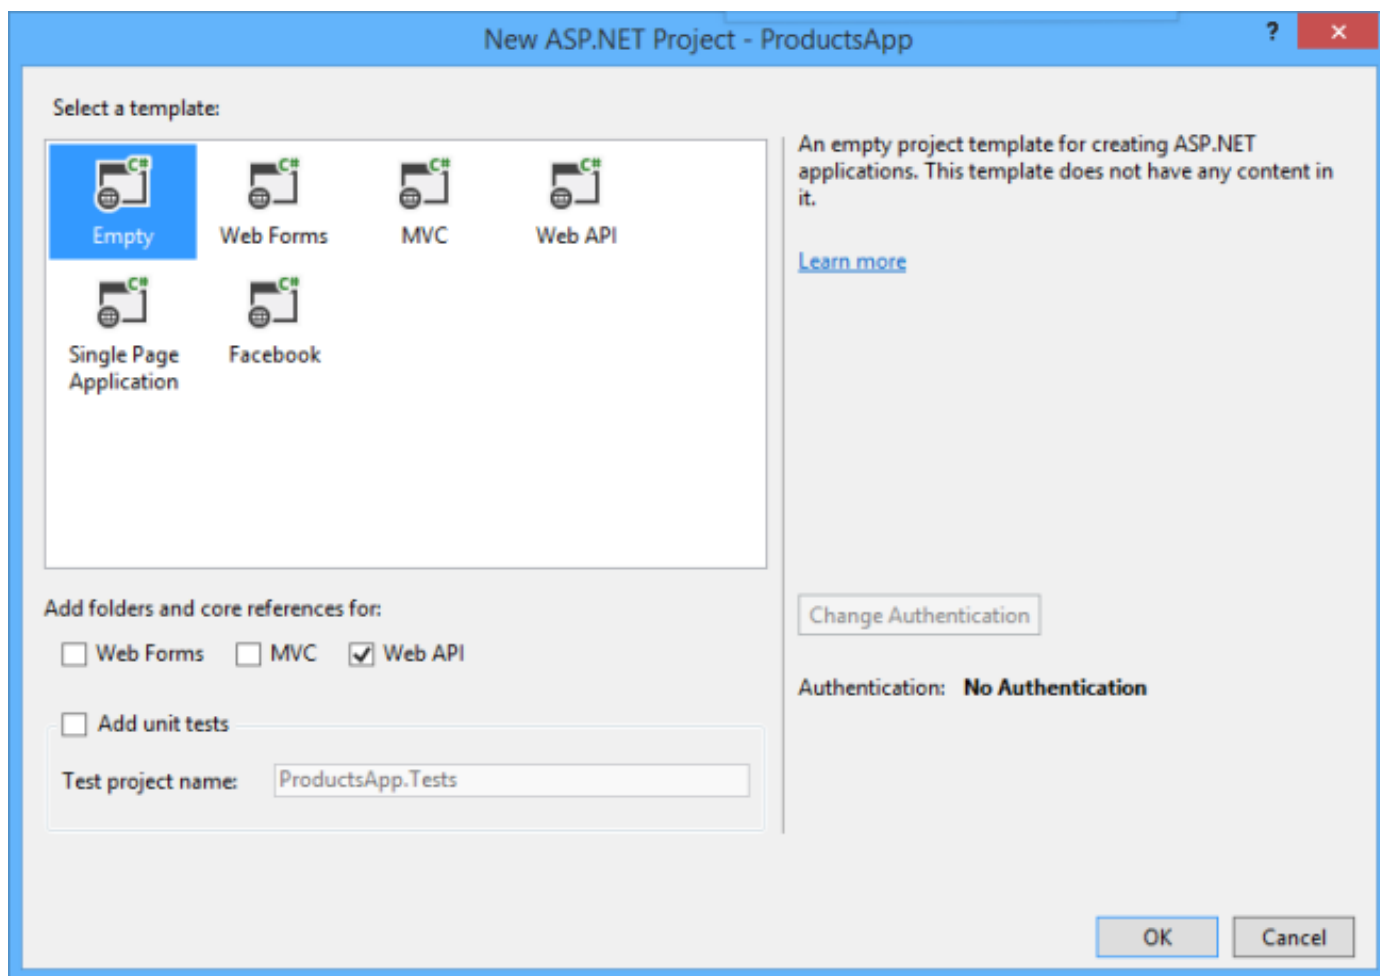 New ASP.NET Project - ProductsApp
?
Select a template:
C# C# C# C#
Empty Web Forms MVC Web API
C# C#
Single Page Facebook
Application
An empty project template for creating ASP.NET
applications. This template does not have any content in
it.
Learn more
Add folders and core references for:
Web Forms MVC Web API
Change Authentication
Authentication: No Authentication
Add unit tests
Test project name: ProductsApp.Tests
OK Cancel